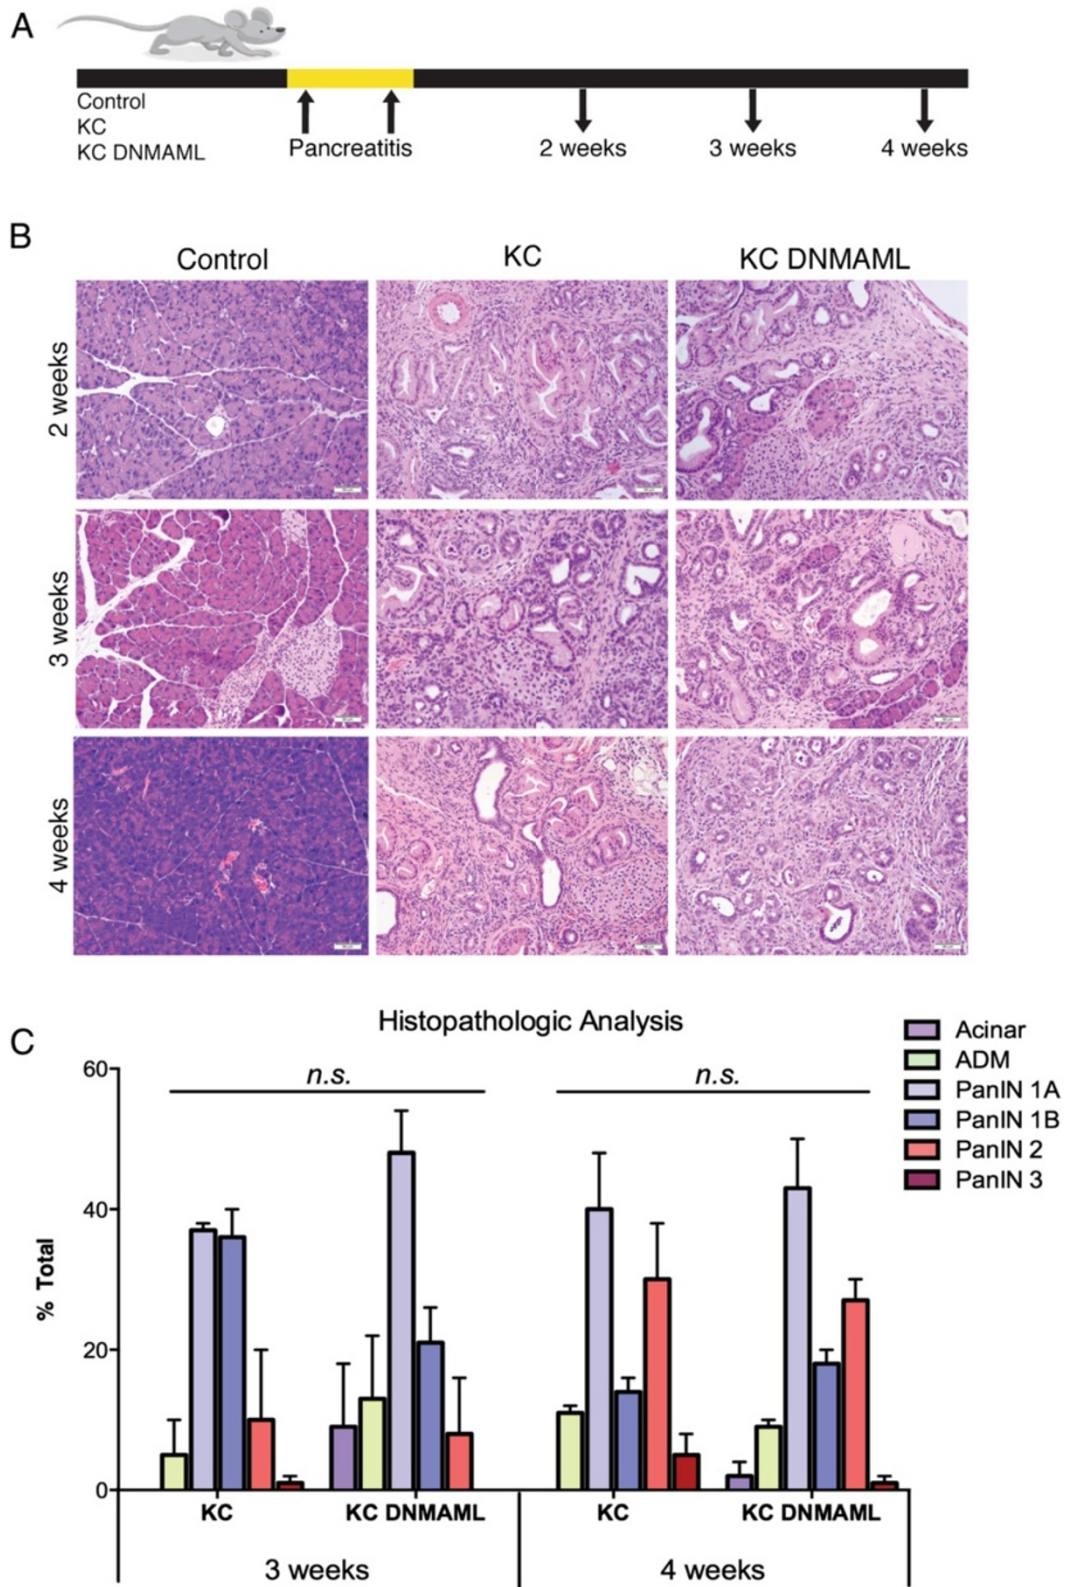 A
Control
KC
KC DNMAML
Pancreatitis
2 weeks
3 weeks
4 weeks
B
Control
KC
KC DNMAML
2 weeks
3 weeks
4 weeks
C
Histopathologic Analysis
Acinar
ADM
PanIN 1A
PanIN 1B
PanIN 2
PanIN 3
n.s.
n.s.
% Total
60
40
20
0
KC
KC DNMAML
KC
KC DNMAML
3 weeks
4 weeks